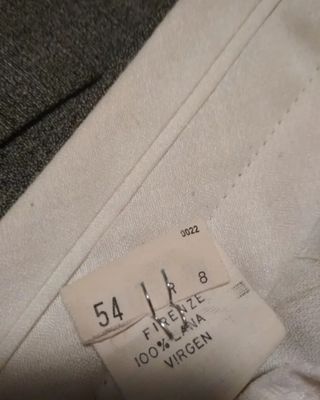 0022
54 R 8
FIRENZE
100% LANA
VIRGEN